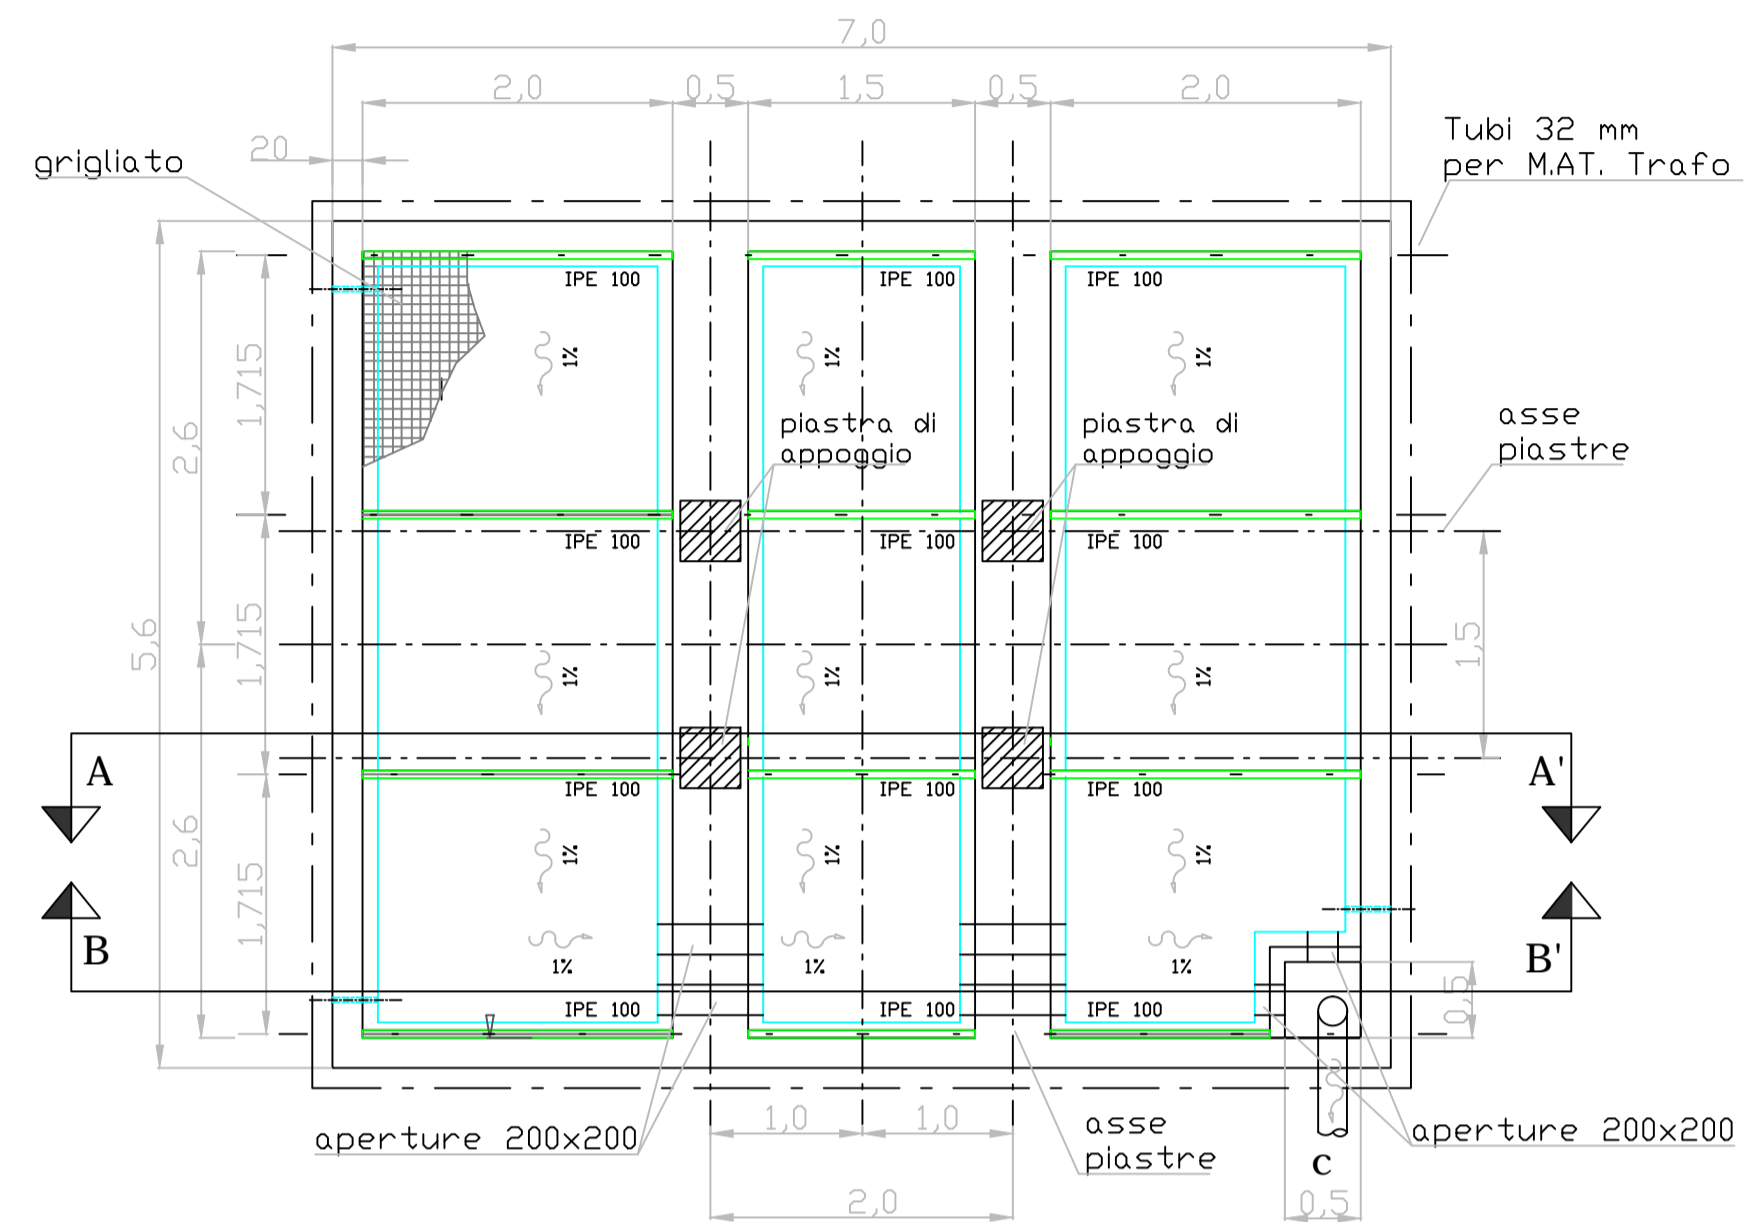 7,0
2,0
0,5
1,5
0,5
2,0
20
grigliato
Tubi 32 mm
per M.AT. Trafo
IPE 100
IPE 100
IPE 100
1%
1%
1%
1,715
2,6
piastra di
appoggio
piastra di
appoggio
asse
piastre
IPE 100
IPE 100
IPE 100
5,6
1,715
1,5
1%
1%
1%
A
A'
IPE 100
IPE 100
IPE 100
2,6
1,715
1%
1%
1%
B
B'
1%
1%
1%
IPE 100
IPE 100
IPE 100
0,5
aperture 200x200
1,0
1,0
asse
piastre
aperture 200x200
c
2,0
0,5